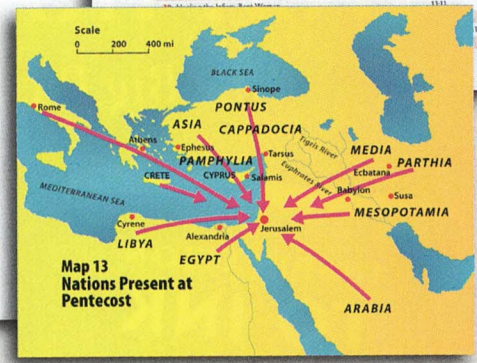 13:11
Scale
0 200 400 mi
BLACK SEA
Sinope
Rome
PONTUS
ASIA
CAPPADOCIA
Athens
Ephesus
Tigris River
MEDIA
PAMPHYLIA
Tarsus
PARTHIA
Ecbatana
CRETE
CYPRUS
Salamis
Euphrates River
Babylon
Susa
MEDITERRANEAN SEA
MESOPOTAMIA
Cyrene
Jerusalem
LIBYA
Alexandria
EGYPT
Map 13
Nations Present at
Pentecost
ARABIA